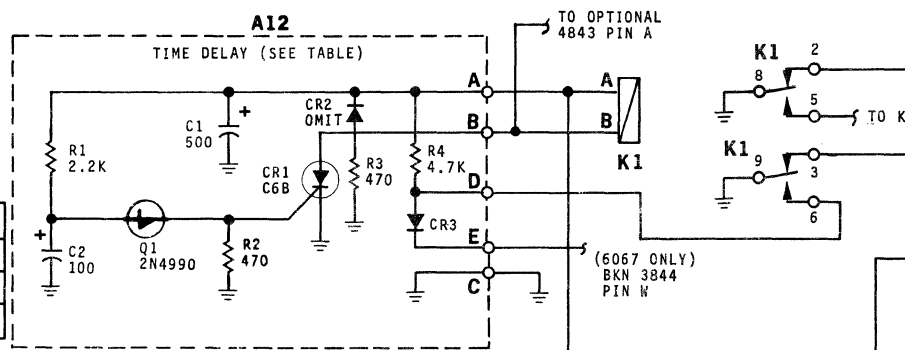 A12
TO OPTIONAL
4843 PIN A
TIME DELAY (SEE TABLE)
K1
2
8
5
TO K
A
A
B
B
K1
CR2
OMIT
+
C1
500
R1
2.2K
CR1
C6B
R3
470
R4
4.7K
D
K1
9
3
6
CR3
E
(6067 ONLY)
BKN 3844
PIN W
C
+
C2
100
Q1
2N4990
R2
470